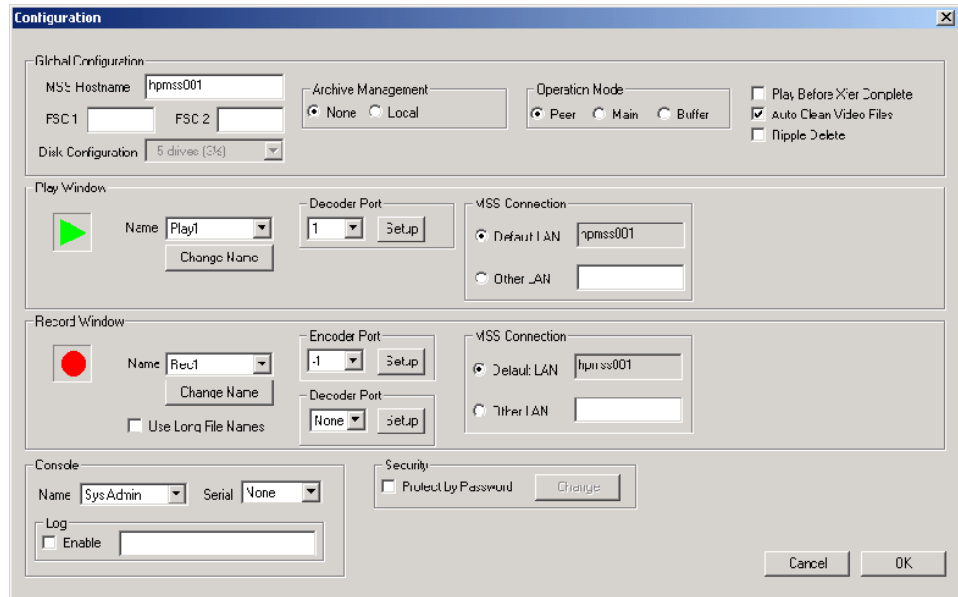 Configuration
Global Configuration
MSS Hostname hpmss001
FSC 1 FSC 2
Disk Configuration 5 drives
Archive Management
None Local
Operation Mode
Peer Main Buffer
Play Before Xfer Complete
Auto Clean Video Files
Ripple Delete
Play Window
Name Play1
Change Name
Decoder Port
1 Setup
MSS Connection
Default LAN hpmss001
Other LAN
Record Window
Name Rec1
Change Name
Use Long File Names
Encoder Port
-1 Setup
Decoder Port
None Setup
MSS Connection
Default LAN hpmss001
Other LAN
Console
Name SysAdmin Serial None
Log
Enable
Security
Protect by Password Change
Cancel OK